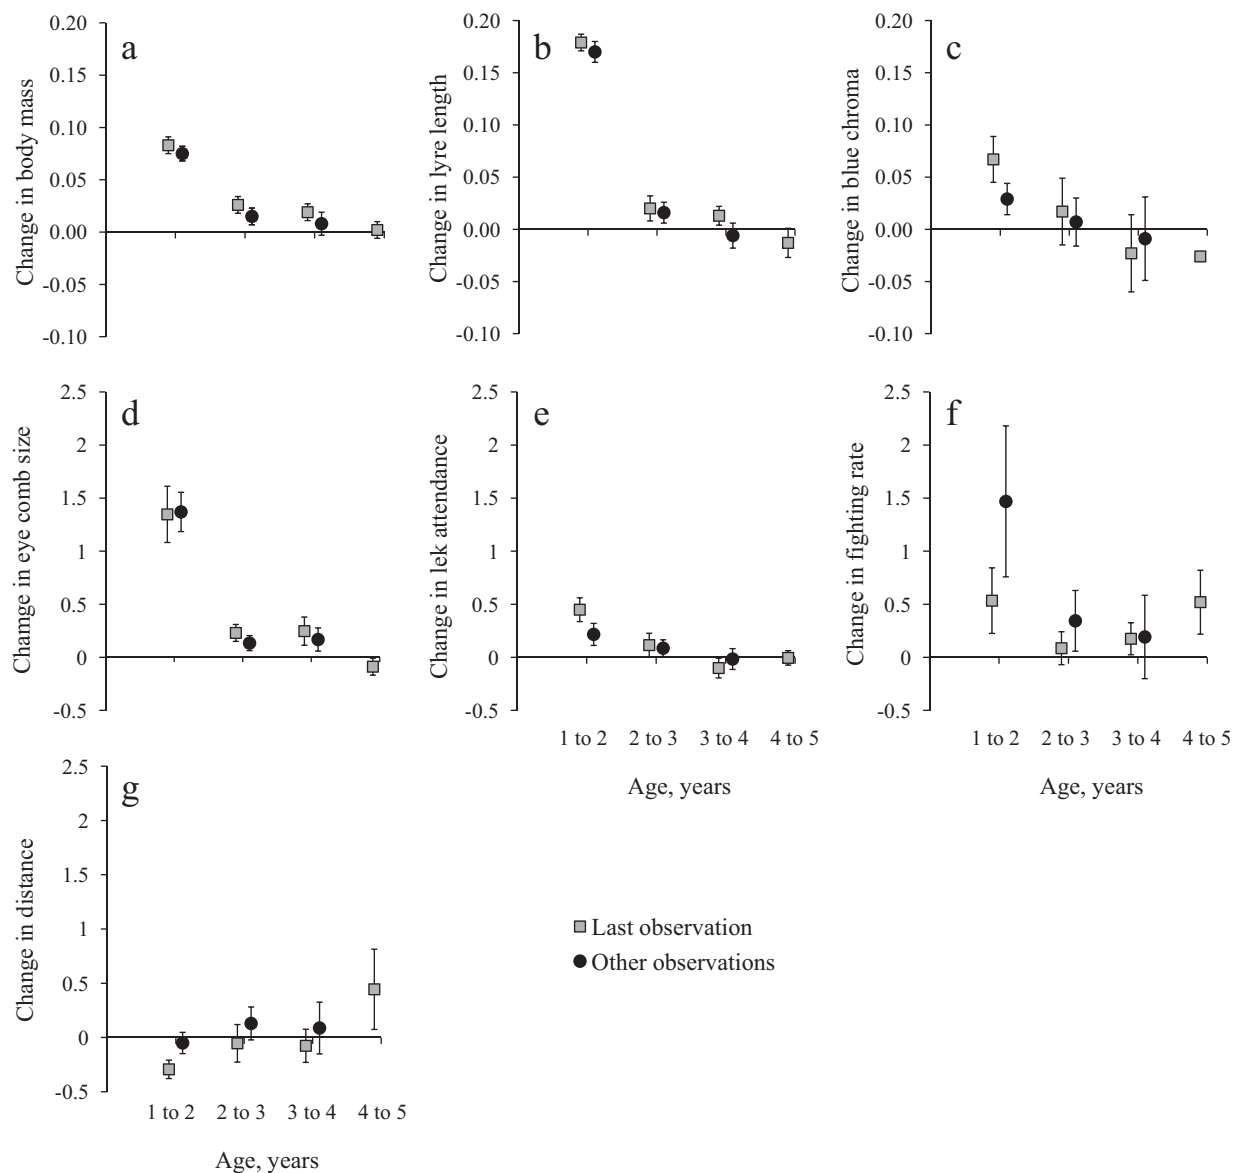 a
Change in body mass
0.20
0.15
0.10
0.05
0.00
-0.05
-0.10
b
Change in lyre length
0.20
0.15
0.10
0.05
0.00
-0.05
-0.10
c
Change in blue chroma
0.20
0.15
0.10
0.05
0.00
-0.05
-0.10
d
Chamge in eye comb size
2.5
2
1.5
1
0.5
0
-0.5
e
Change in lek attendance
2.5
2
1.5
1
0.5
0
-0.5
1 to 2 2 to 3 3 to 4 4 to 5
Age, years
f
Change in fighting rate
2.5
2
1.5
1
0.5
0
-0.5
1 to 2 2 to 3 3 to 4 4 to 5
Age, years
g
Change in distance
2.5
2
1.5
1
0.5
0
-0.5
1 to 2 2 to 3 3 to 4 4 to 5
Age, years
Last observation
Other observations